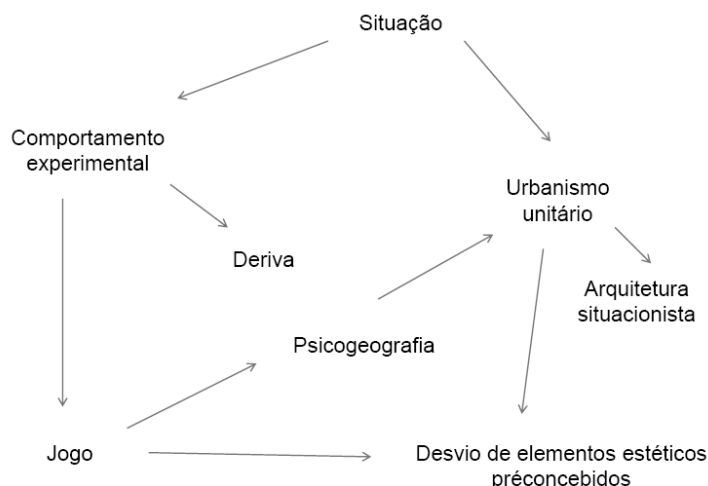 Situação
Comportamento
experimental
Urbanismo
unitário
Deriva
Arquitetura
situacionista
Psicogeografia
Jogo
Desvio de elementos estéticos
préconcebidos